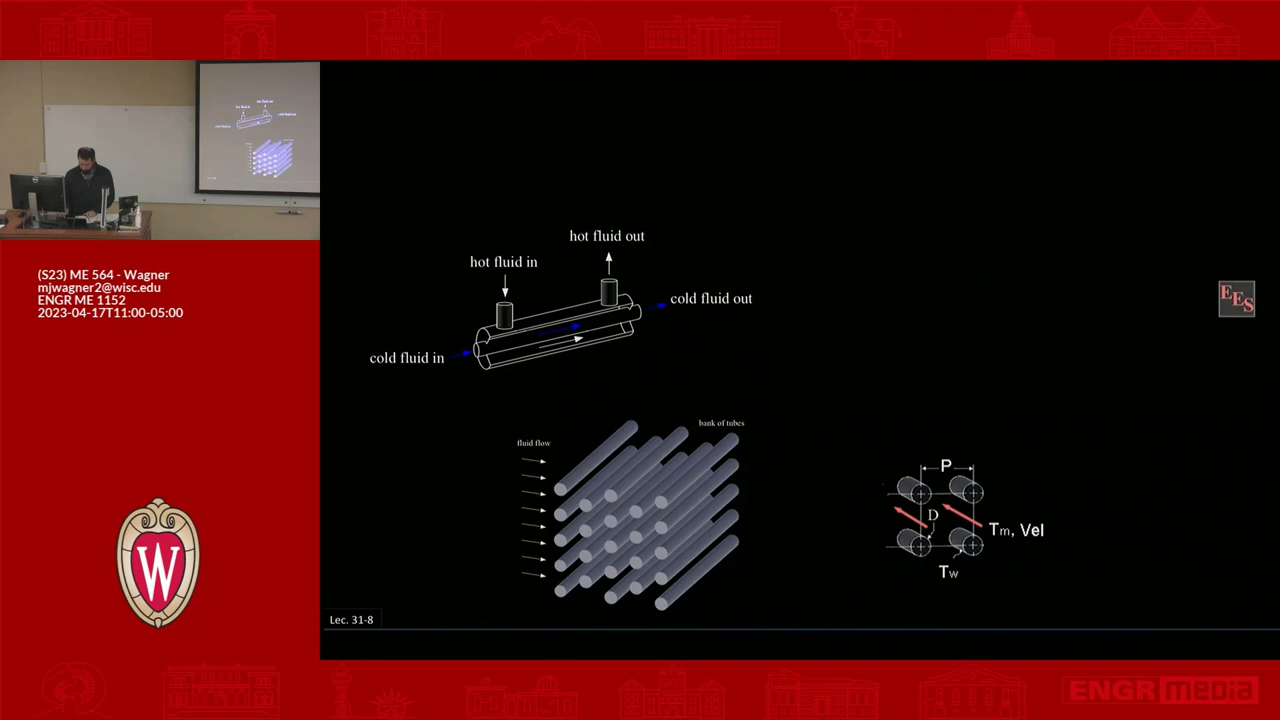 (S23) ME 564 - Wagner
mjwagner2@wisc.edu
ENGR ME 1152
2023-04-17T11:00-05:00
W
hot fluid out
hot fluid in
cold fluid out
cold fluid in
EES
bank of tubes
fluid flow
P
D
Tm, Vel
Tw
Lec. 31-8
ENGR media